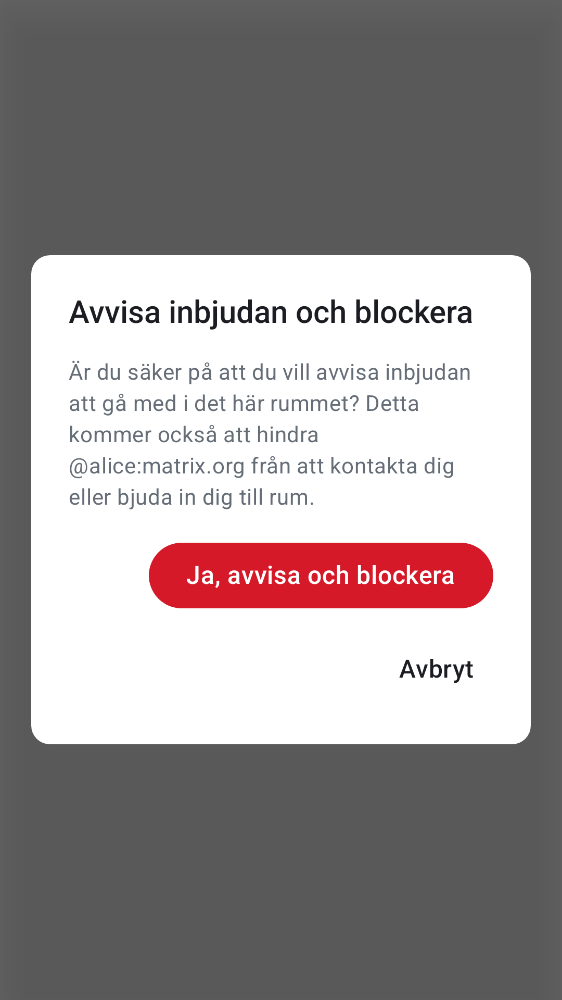 Avvisa inbjudan och blockera
Är du säker på att du vill avvisa inbjudan
att gå med i det här rummet? Detta
kommer också att hindra
@alice:matrix.org från att kontakta dig
eller bjuda in dig till rum.
Ja, avvisa och blockera
Avbryt